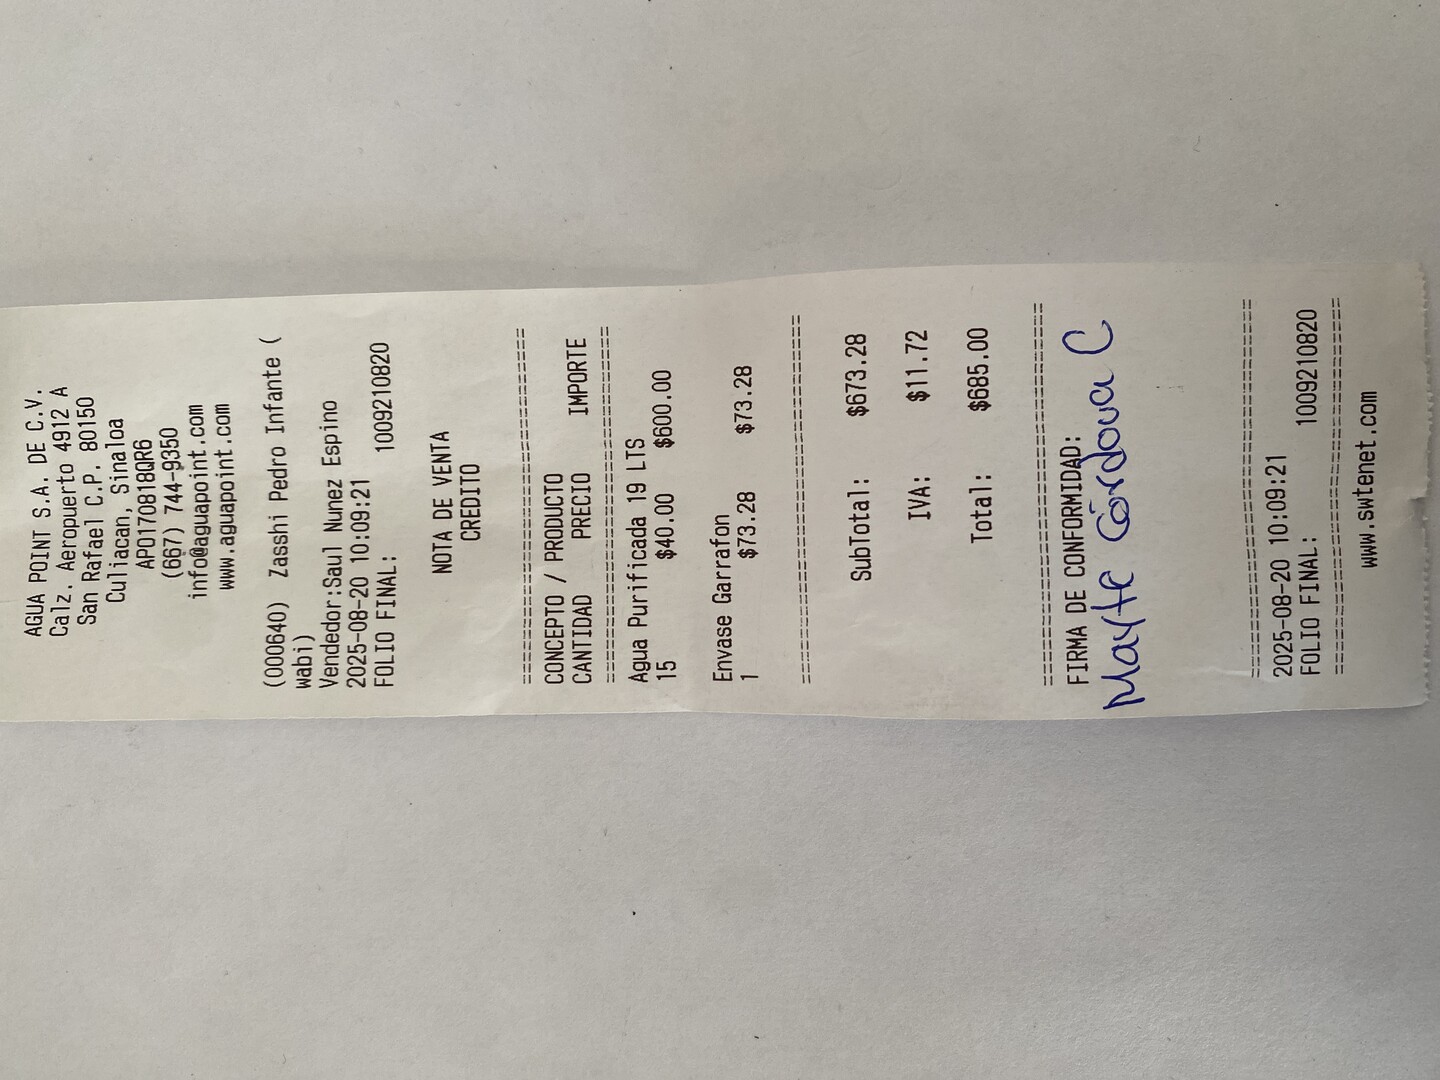 AGUA POINT S.A. DE C.V.
Calz. Aeropuerto 4912 A
San Rafael C.P. 80150
Culiacan, Sinaloa
APO170818QR6
(667) 744-9350
info@aguapoint.com
www.aguapoint.com
(000640) Zasshi Pedro Infante (
wabi)
Vendedor:Saul Nunez Espino
2025-08-20 10:09:21
FOLIO FINAL: 1009210820
NOTA DE VENTA
CREDITO
==============================
CONCEPTO / PRODUCTO
CANTIDAD PRECIO IMPORTE
==============================
Agua Purificada 19 LTS
15 $40.00 $600.00
Envase Garrafon
1 $73.28 $73.28
==============================
SubTotal: $673.28
IVA: $11.72
Total: $685.00
==============================
FIRMA DE CONFORMIDAD:
Mayte Córdova C
==============================
2025-08-20 10:09:21
FOLIO FINAL: 1009210820
==============================
www.swtenet.com